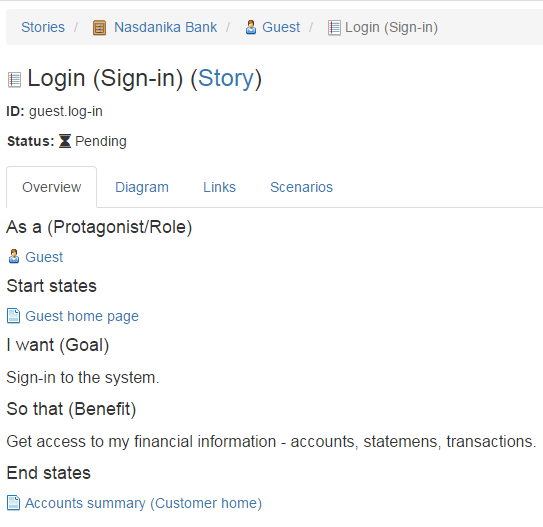 Stories / Nasdanika Bank / Guest / Login (Sign-in)
Login (Sign-in) (Story)
ID: guest.log-in
Status: Pending
Overview Diagram Links Scenarios
As a (Protagonist/Role)
Guest
Start states
Guest home page
I want (Goal)
Sign-in to the system.
So that (Benefit)
Get access to my financial information - accounts, statemens, transactions.
End states
Accounts summary (Customer home)